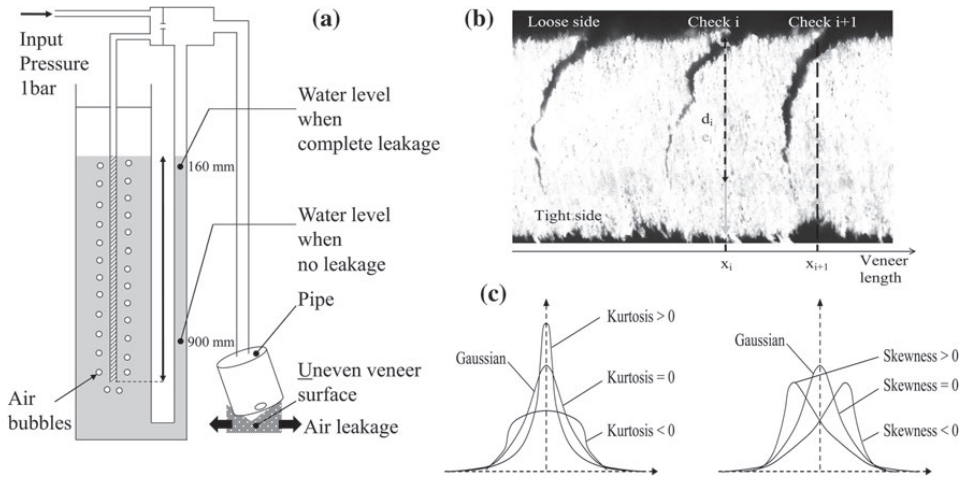 (a)
Input
Pressure
1bar
Water level
when
complete leakage
160 mm
Water level
when
no leakage
Pipe
900 mm
Uneven veneer
surface
Air
bubbles
Air leakage
(b)
Loose side
Check i
Check i+1
di
ei
Tight side
xi
xi+1
Veneer
length
(c)
Kurtosis > 0
Gaussian
Kurtosis = 0
Kurtosis < 0
Gaussian
Skewness > 0
Skewness = 0
Skewness < 0